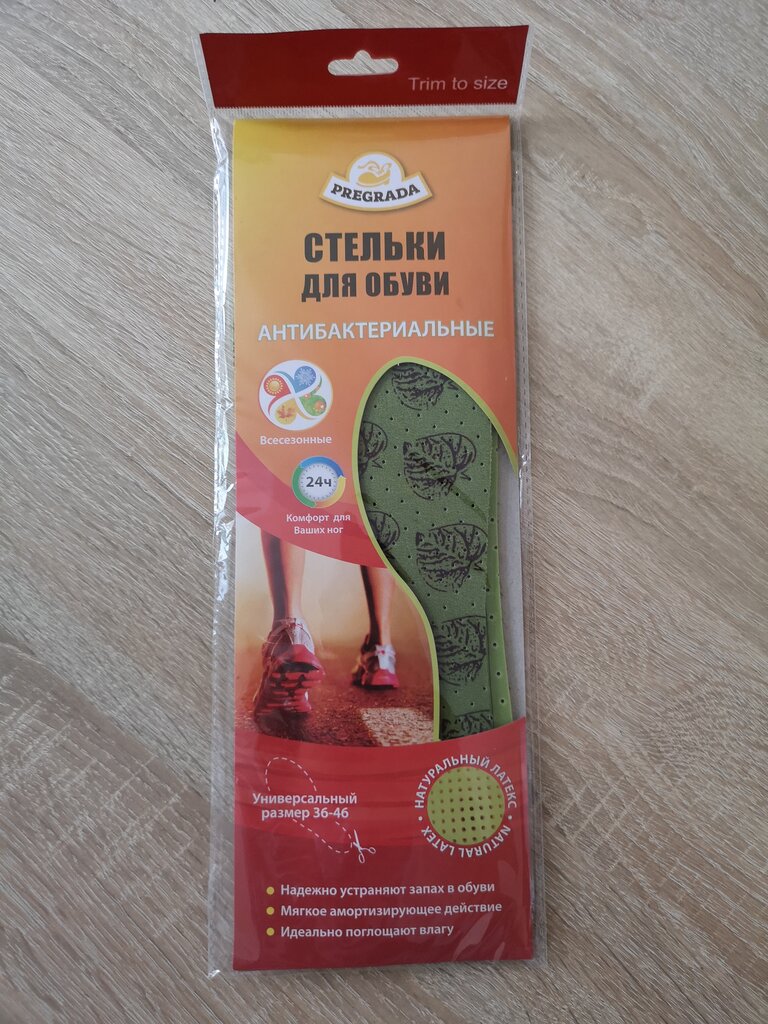 Trim to size
PREGRADA
СТЕЛЬКИ
ДЛЯ ОБУВИ
АНТИБАКТЕРИАЛЬНЫЕ
Всесезонные
24ч
Комфорт для
Ваших ног
Универсальный
размер 36-46
НАТУРАЛЬНЫЙ ЛАТЕКС
NATURAL LATEX
Надежно устраняют запах в обуви
Мягкое амортизирующее действие
Идеально поглощают влагу